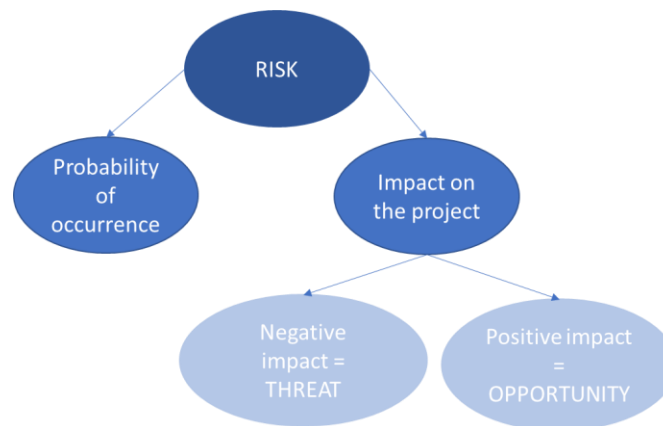 RISK
Probability
of
occurrence
Impact on
the project
Negative
impact =
THREAT
Positive impact
=
OPPORTUNITY